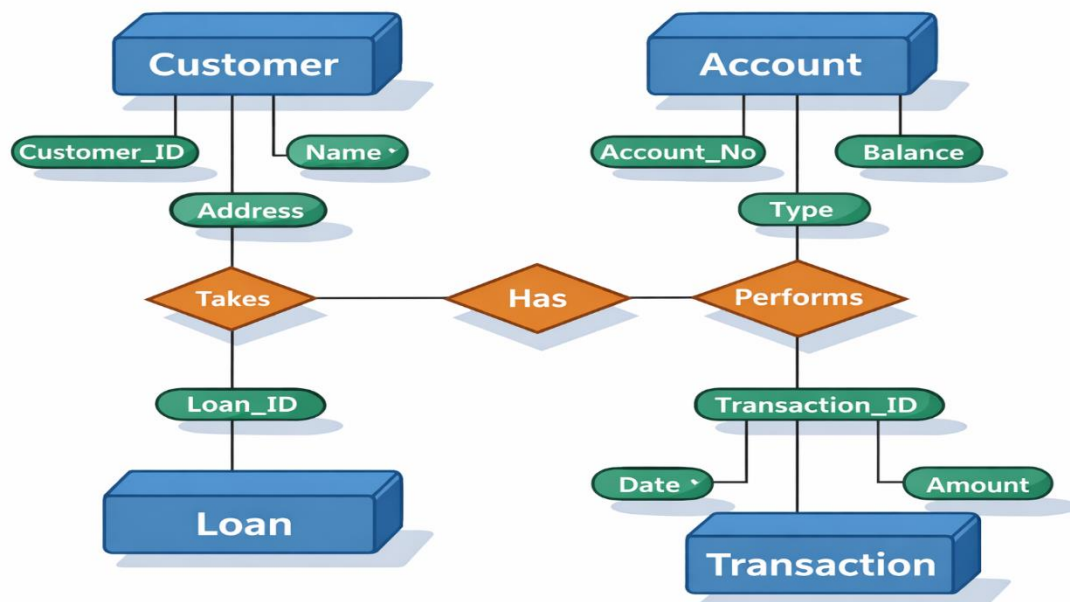 Customer
Account
Customer_ID
Name
Account_No
Balance
Address
Type
Takes
Has
Performs
Loan_ID
Transaction_ID
Date
Amount
Loan
Transaction